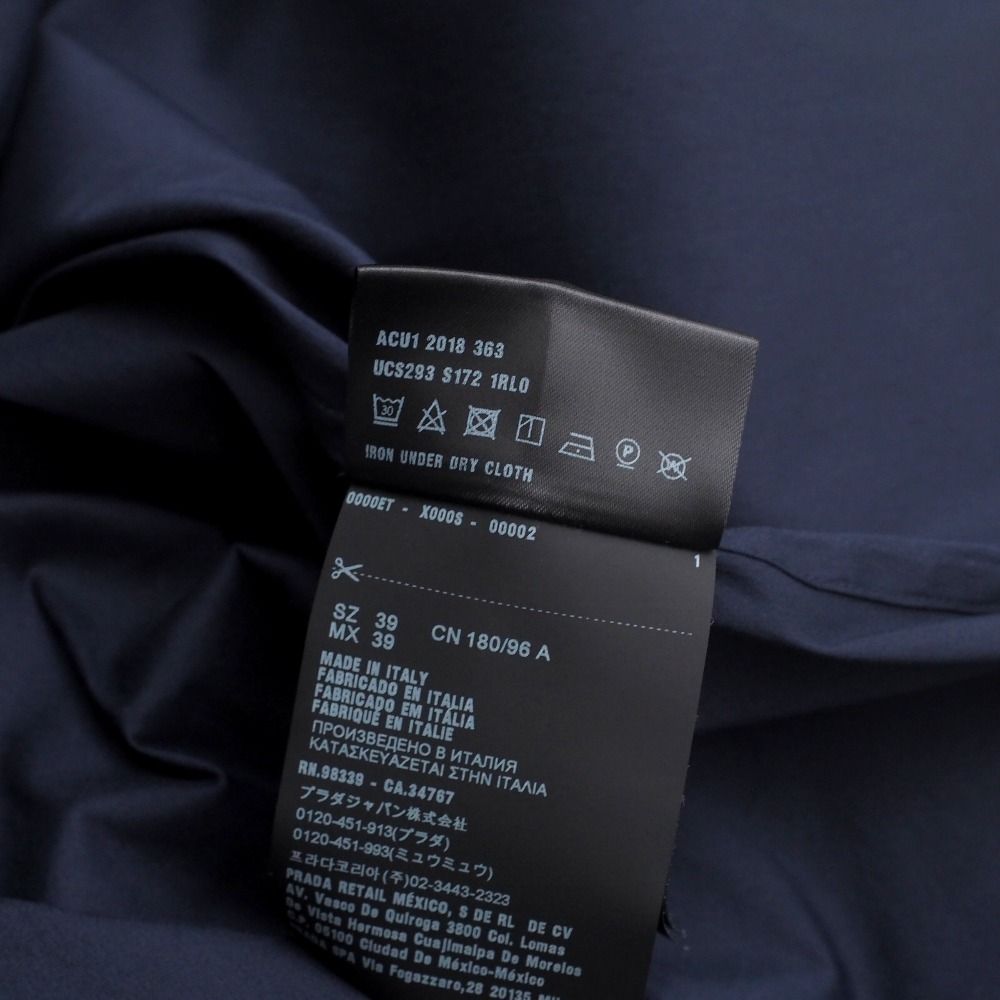 ACU1 2018 363
UCS293 S172 1RL0
30
P
W
IRON UNDER DRY CLOTH
0000ET - X000S - 00002
1
SZ 39
MX 39
CN 180/96 A
MADE IN ITALY
FABRICADO EN ITALIA
FABRICADO EM ITÁLIA
FABRIQUÉ EN ITALIE
ПРОИЗВЕДЕНО В ИТАЛИЯ
ΚΑΤΑΣΚΕΥΑΖΕΤΑΙ ΣΤΗΝ ΙΤΑΛΙΑ
RN.98339 - CA.34767
プラダジャパン株式会社
0120-451-913(プラダ)
0120-451-993(ミュウミュウ)
프라다코리아 (주)02-3443-2323
PRADA RETAIL MÉXICO, S DE RL DE CV
AV. Vasco De Quiroga 3800 Col. Lomas
De Vista Hermosa Cuajimalpa De Morelos
C.P. 05100 Ciudad De México-México
PRADA SPA Via Fogazzaro,28 20135